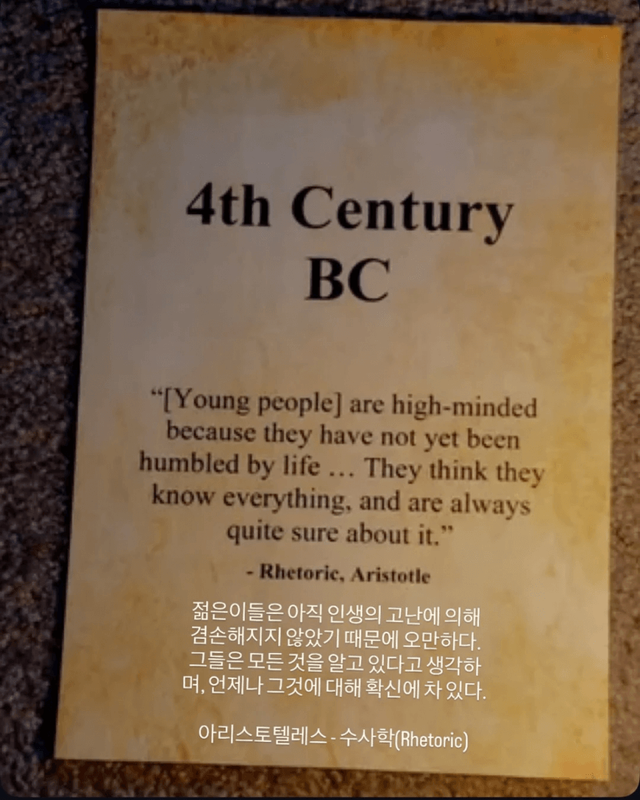 4th Century
BC
“[Young people] are high-minded
because they have not yet been
humbled by life … They think they
know everything, and are always
quite sure about it.”
- Rhetoric, Aristotle
젊은이들은 아직 인생의 고난에 의해
겸손해지지 않았기 때문에 오만하다.
그들은 모든 것을 알고 있다고 생각하
며, 언제나 그것에 대해 확신에 차 있다.
아리스토텔레스 - 수사학(Rhetoric)